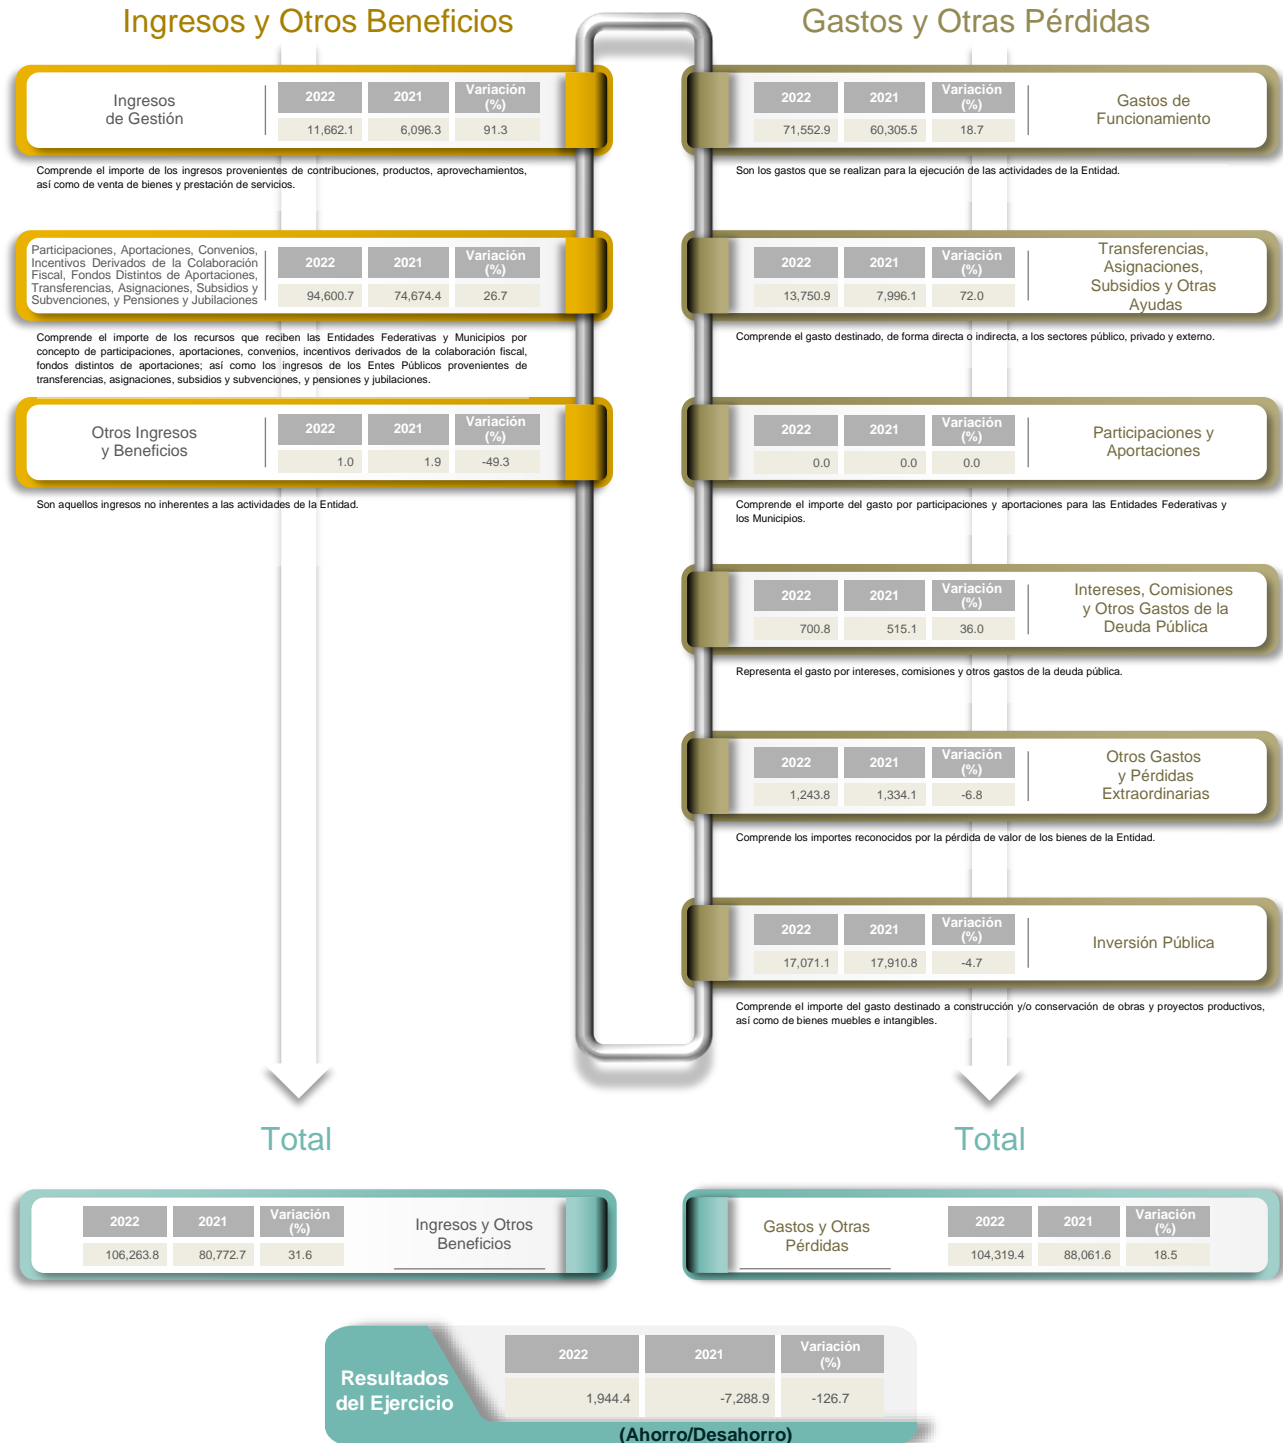 Ingresos y Otros Beneficios
Ingresos
de Gestión
2022 2021 Variación (%)
11,662.1 6,096.3 91.3
Comprende el importe de los ingresos provenientes de contribuciones, productos, aprovechamientos,
así como de venta de bienes y prestación de servicios.
Participaciones, Aportaciones, Convenios,
Incentivos Derivados de la Colaboración
Fiscal, Fondos Distintos de Aportaciones,
Transferencias, Asignaciones, Subsidios y
Subvenciones, y Pensiones y Jubilaciones
2022 2021 Variación (%)
94,600.7 74,674.4 26.7
Comprende el importe de los recursos que reciben las Entidades Federativas y Municipios por
concepto de participaciones, aportaciones, convenios, incentivos derivados de la colaboración fiscal,
fondos distintos de aportaciones; así como los ingresos de los Entes Públicos provenientes de
transferencias, asignaciones, subsidios y subvenciones, y pensiones y jubilaciones.
Otros Ingresos
y Beneficios
2022 2021 Variación (%)
1.0 1.9 -49.3
Son aquellos ingresos no inherentes a las actividades de la Entidad.
Gastos y Otras Pérdidas
2022 2021 Variación (%)
71,552.9 60,305.5 18.7
Gastos de
Funcionamiento
Son los gastos que se realizan para la ejecución de las actividades de la Entidad.
2022 2021 Variación (%)
13,750.9 7,996.1 72.0
Transferencias,
Asignaciones,
Subsidios y Otras
Ayudas
Comprende el gasto destinado, de forma directa o indirecta, a los sectores público, privado y externo.
2022 2021 Variación (%)
0.0 0.0 0.0
Participaciones y
Aportaciones
Comprende el importe del gasto por participaciones y aportaciones para las Entidades Federativas y
los Municipios.
2022 2021 Variación (%)
700.8 515.1 36.0
Intereses, Comisiones
y Otros Gastos de la
Deuda Pública
Representa el gasto por intereses, comisiones y otros gastos de la deuda pública.
2022 2021 Variación (%)
1,243.8 1,334.1 -6.8
Otros Gastos
y Pérdidas
Extraordinarias
Comprende los importes reconocidos por la pérdida de valor de los bienes de la Entidad.
2022 2021 Variación (%)
17,071.1 17,910.8 -4.7
Inversión Pública
Comprende el importe del gasto destinado a construcción y/o conservación de obras y proyectos productivos,
así como de bienes muebles e intangibles.
Total
2022 2021 Variación (%)
106,263.8 80,772.7 31.6
Ingresos y Otros
Beneficios
Total
Gastos y Otras
Pérdidas
2022 2021 Variación (%)
104,319.4 88,061.6 18.5
Resultados
del Ejercicio
2022 2021 Variación (%)
1,944.4 -7,288.9 -126.7
(Ahorro/Desahorro)